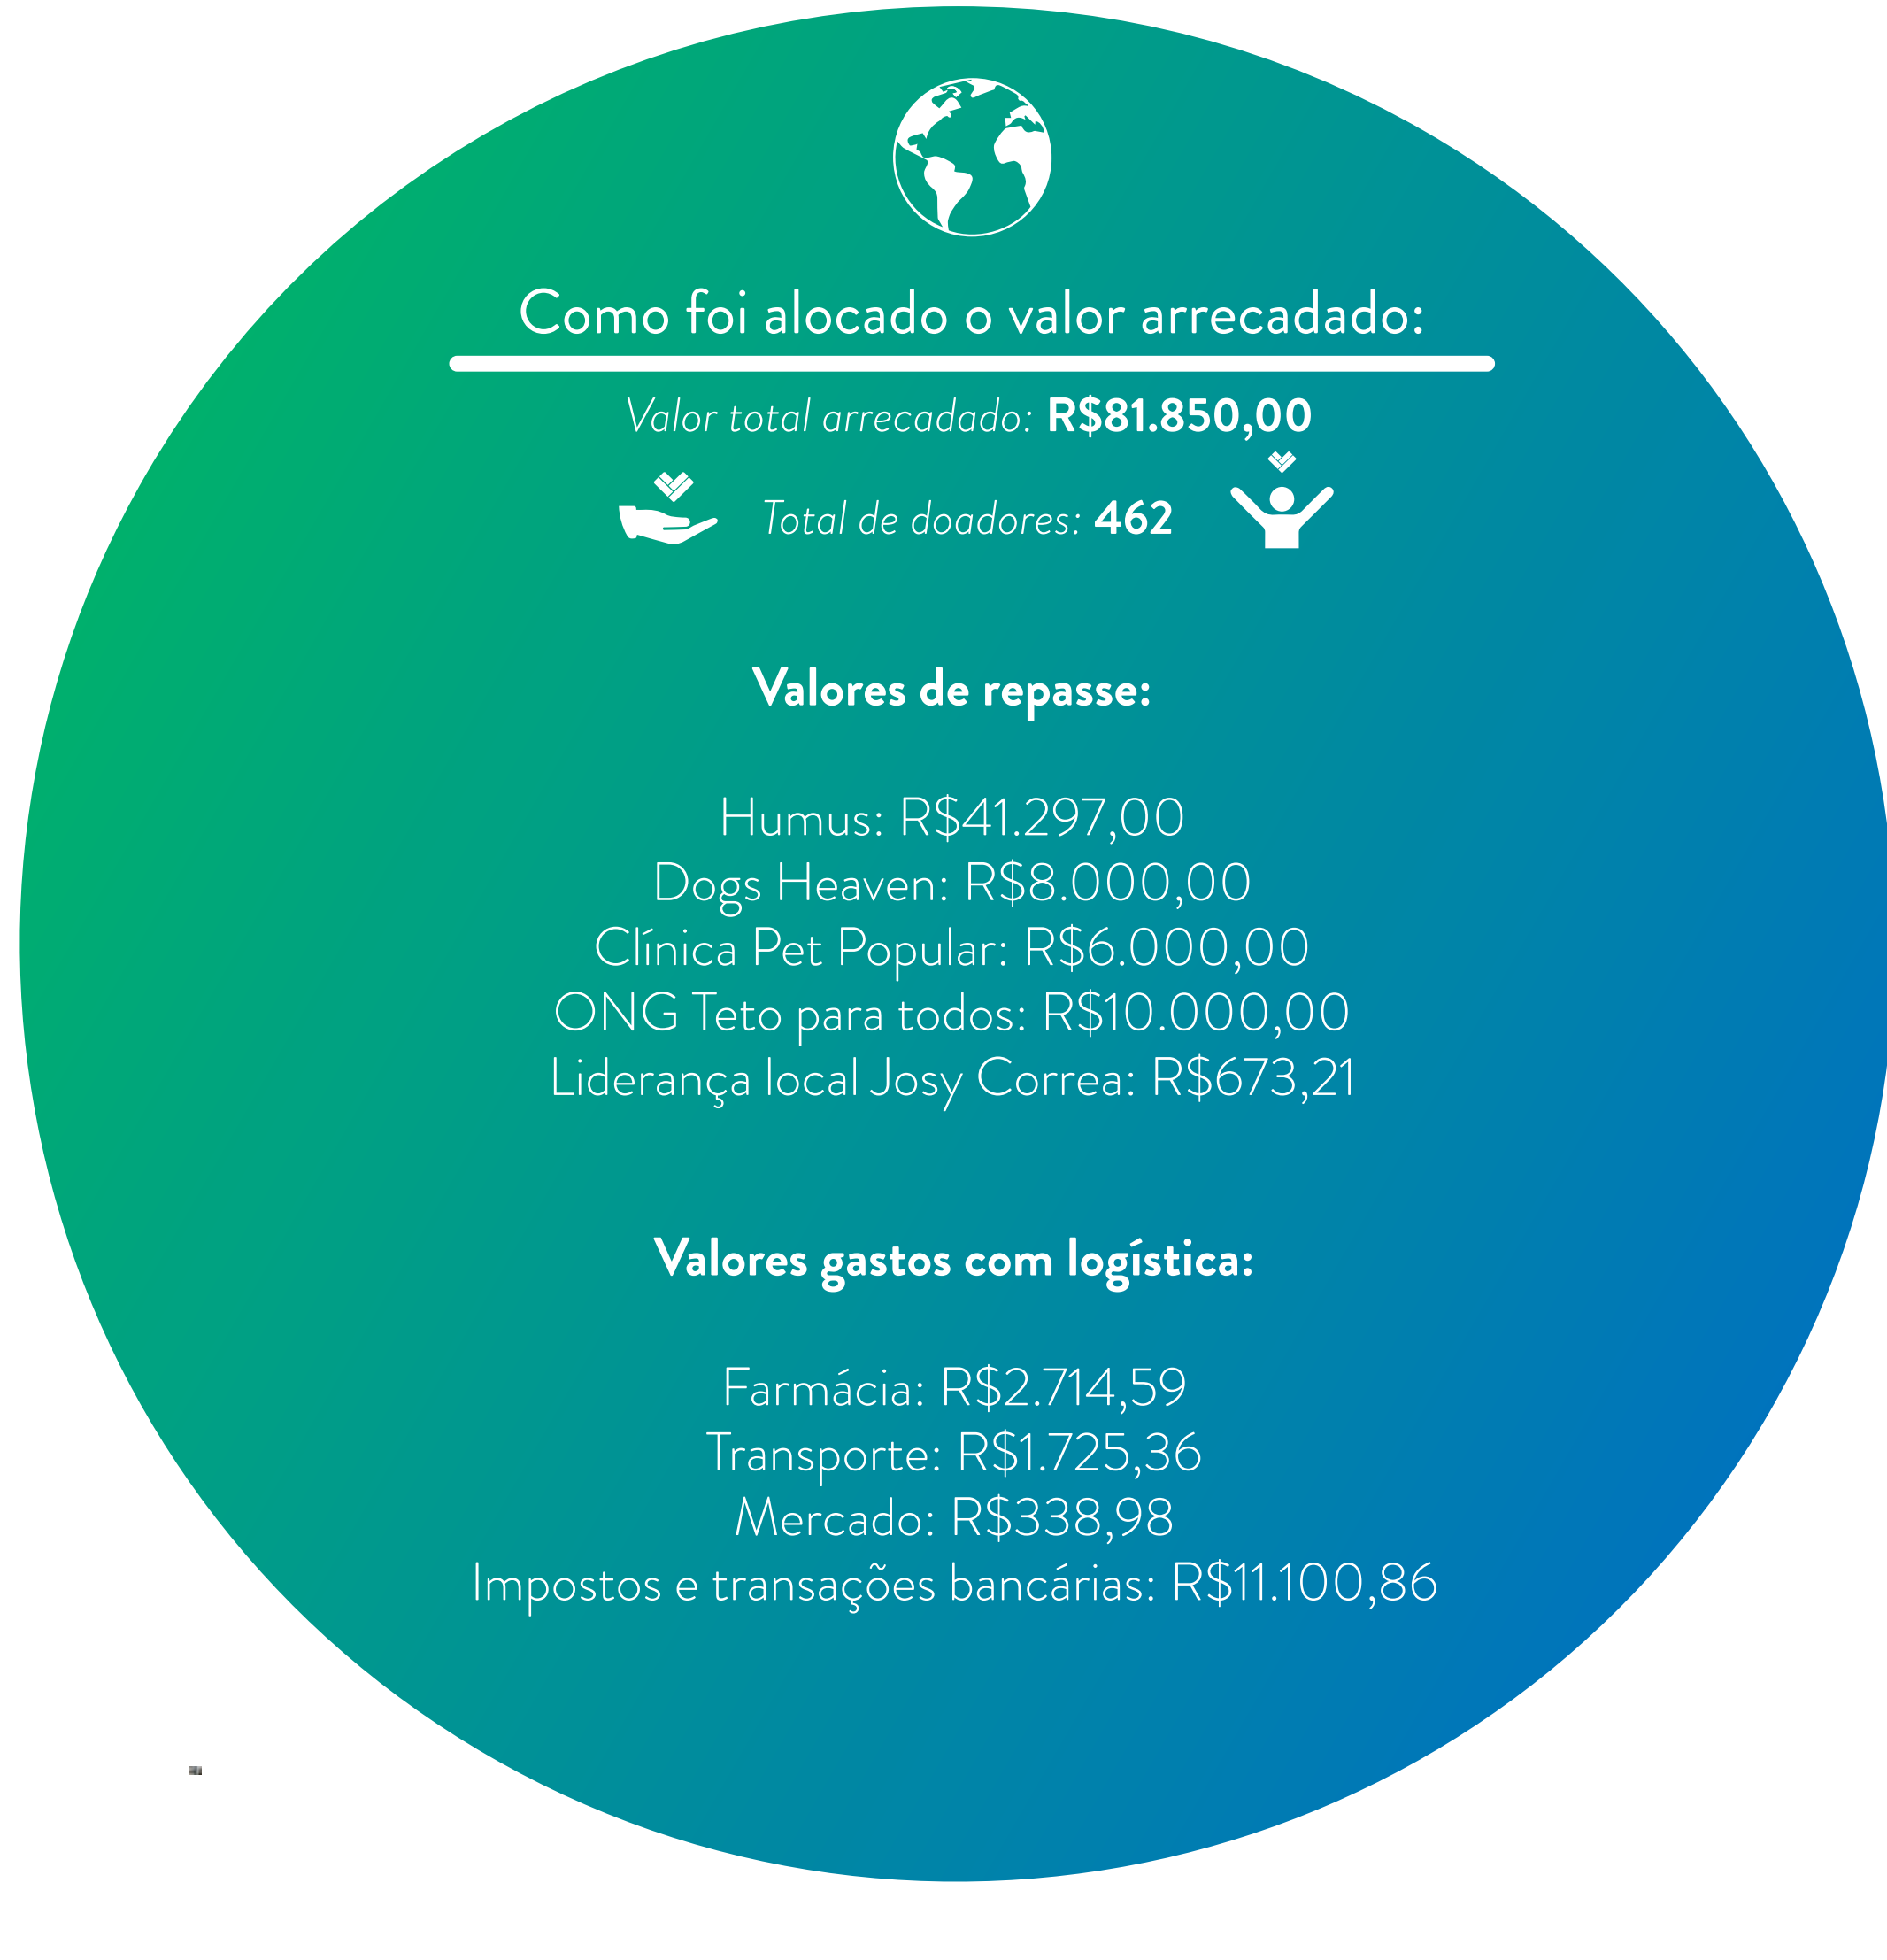 Como foi alocado o valor arrecadado:
Valor total arrecadado: R$81.850,00
Total de doadores: 462
Valores de repasse:
Humus: R$41.297,00
Dogs Heaven: R$8.000,00
Clínica Pet Popular: R$6.000,00
ONG Teto para todos: R$10.000,00
Liderança local Josy Correa: R$673,21
Valores gastos com logística:
Farmácia: R$2.714,59
Transporte: R$1.725,36
Mercado: R$338,98
Impostos e transações bancárias: R$11.100,86